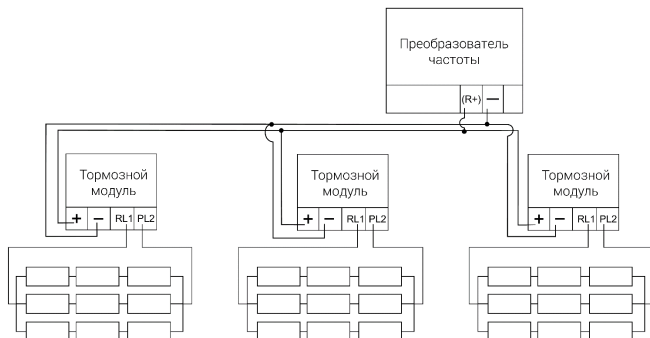 Преобразователь
частоты
(R+) —
Тормозной
модуль
+ − RL1 PL2
Тормозной
модуль
+ − RL1 PL2
Тормозной
модуль
+ − RL1 PL2